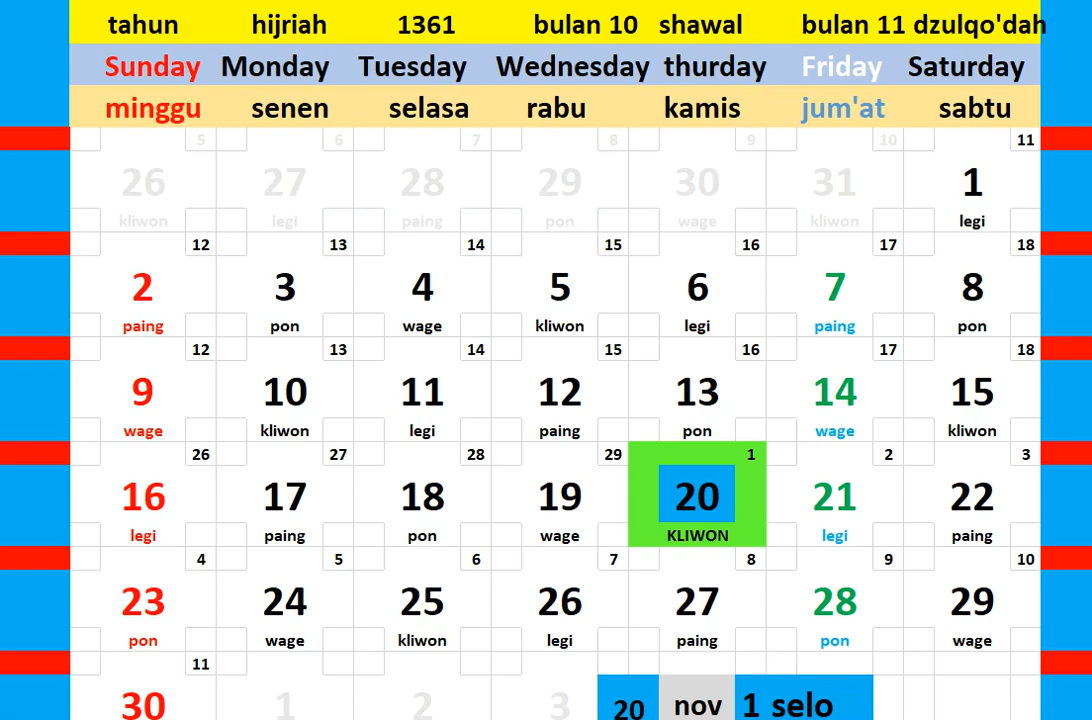 tahun hijriah 1361 bulan 10 shawal bulan 11 dzulqo'dah
Sunday Monday Tuesday Wednesday thurday Friday Saturday
minggu senen selasa rabu kamis jum'at sabtu
5 6 7 8 9 10 11
26 27 28 29 30 31 1
kliwon legi paing pon wage kliwon legi
12 13 14 15 16 17 18
2 3 4 5 6 7 8
paing pon wage kliwon legi paing pon
12 13 14 15 16 17 18
9 10 11 12 13 14 15
wage kliwon legi paing pon wage kliwon
26 27 28 29 1 2 3
16 17 18 19 20 21 22
legi paing pon wage KLIWON legi paing
4 5 6 7 8 9 10
23 24 25 26 27 28 29
pon wage kliwon legi paing pon wage
11
30 1 2 3 20 nov 1 selo